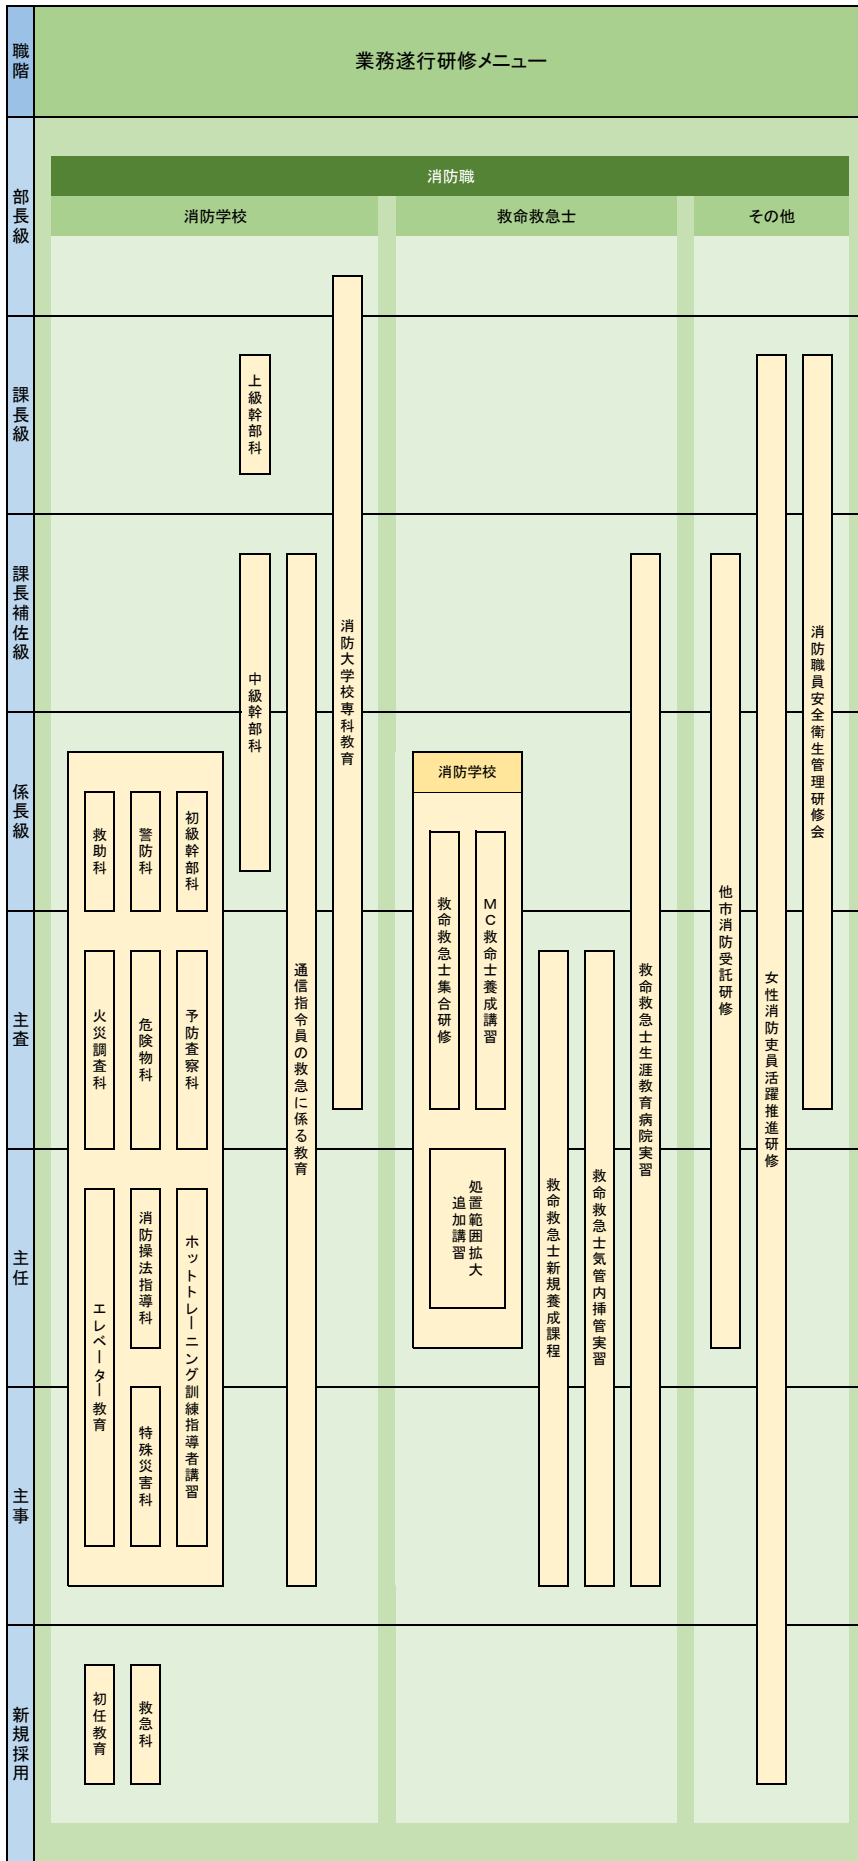 職階
業務遂行研修メニュー
部長級
消防職
消防学校
救命救急士
その他
課長級
上級幹部科
課長補佐級
中級幹部科
消防大学校専科教育
消防職員安全衛生管理研修会
係長級
救助科
警防科
初級幹部科
消防学校
救命救急士集合研修
MC救命士養成講習
他市消防受託研修
主査
火災調査科
危険物科
予防査察科
通信指令員の救急に係る教育
救命救急士生涯教育病院実習
女性消防吏員活躍推進研修
主任
エレベーター教育
消防操法指導科
ホットトレーニング訓練指導者講習
処置範囲拡大
追加講習
救命救急士新規養成課程
救命救急士気管内挿管実習
主事
特殊災害科
新規採用
初任教育
救急科